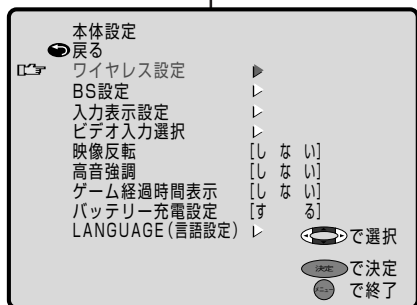 本体設定
戻る
ワイヤレス設定
BS設定
入力表示設定
ビデオ入力選択
映像反転 [しない]
高音強調 [しない]
ゲーム経過時間表示 [しない]
バッテリー充電設定 [する]
LANGUAGE(言語設定)
で選択
決定 で決定
メニュー で終了